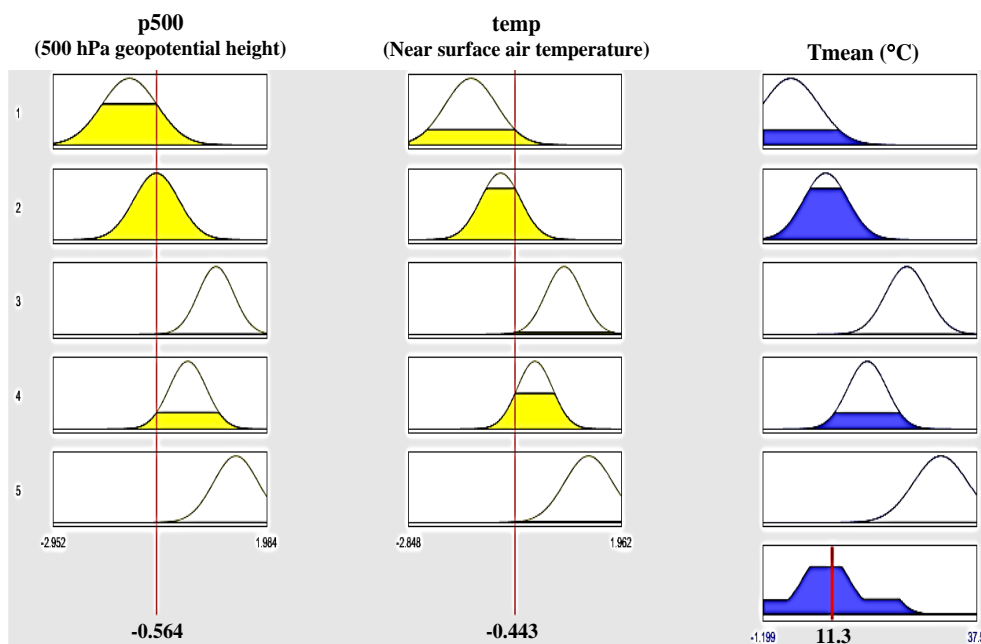 p500
(500 hPa geopotential height)
temp
(Near surface air temperature)
Tmean (°C)
1
2
3
4
5
-2.952
1.984
-2.848
1.962
-0.564
-0.443
-1.199
11.3